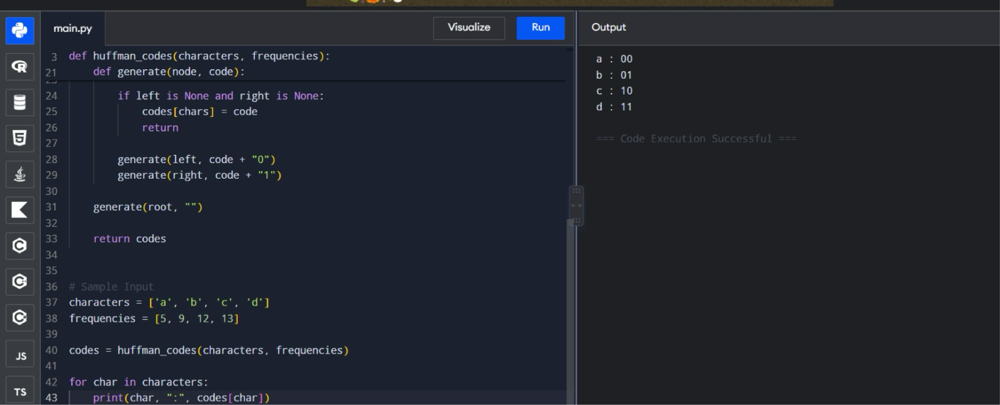 main.py
Visualize
Run
Output
3 def huffman_codes(characters, frequencies):
21     def generate(node, code):
24         if left is None and right is None:
25             codes[chars] = code
26             return
27
28         generate(left, code + "0")
29         generate(right, code + "1")
30
31     generate(root, "")
32
33     return codes
34
35
36 # Sample Input
37 characters = ['a', 'b', 'c', 'd']
38 frequencies = [5, 9, 12, 13]
39
40 codes = huffman_codes(characters, frequencies)
41
42 for char in characters:
43     print(char, ":", codes[char])
a : 00
b : 01
c : 10
d : 11
=== Code Execution Successful ===
JS
TS